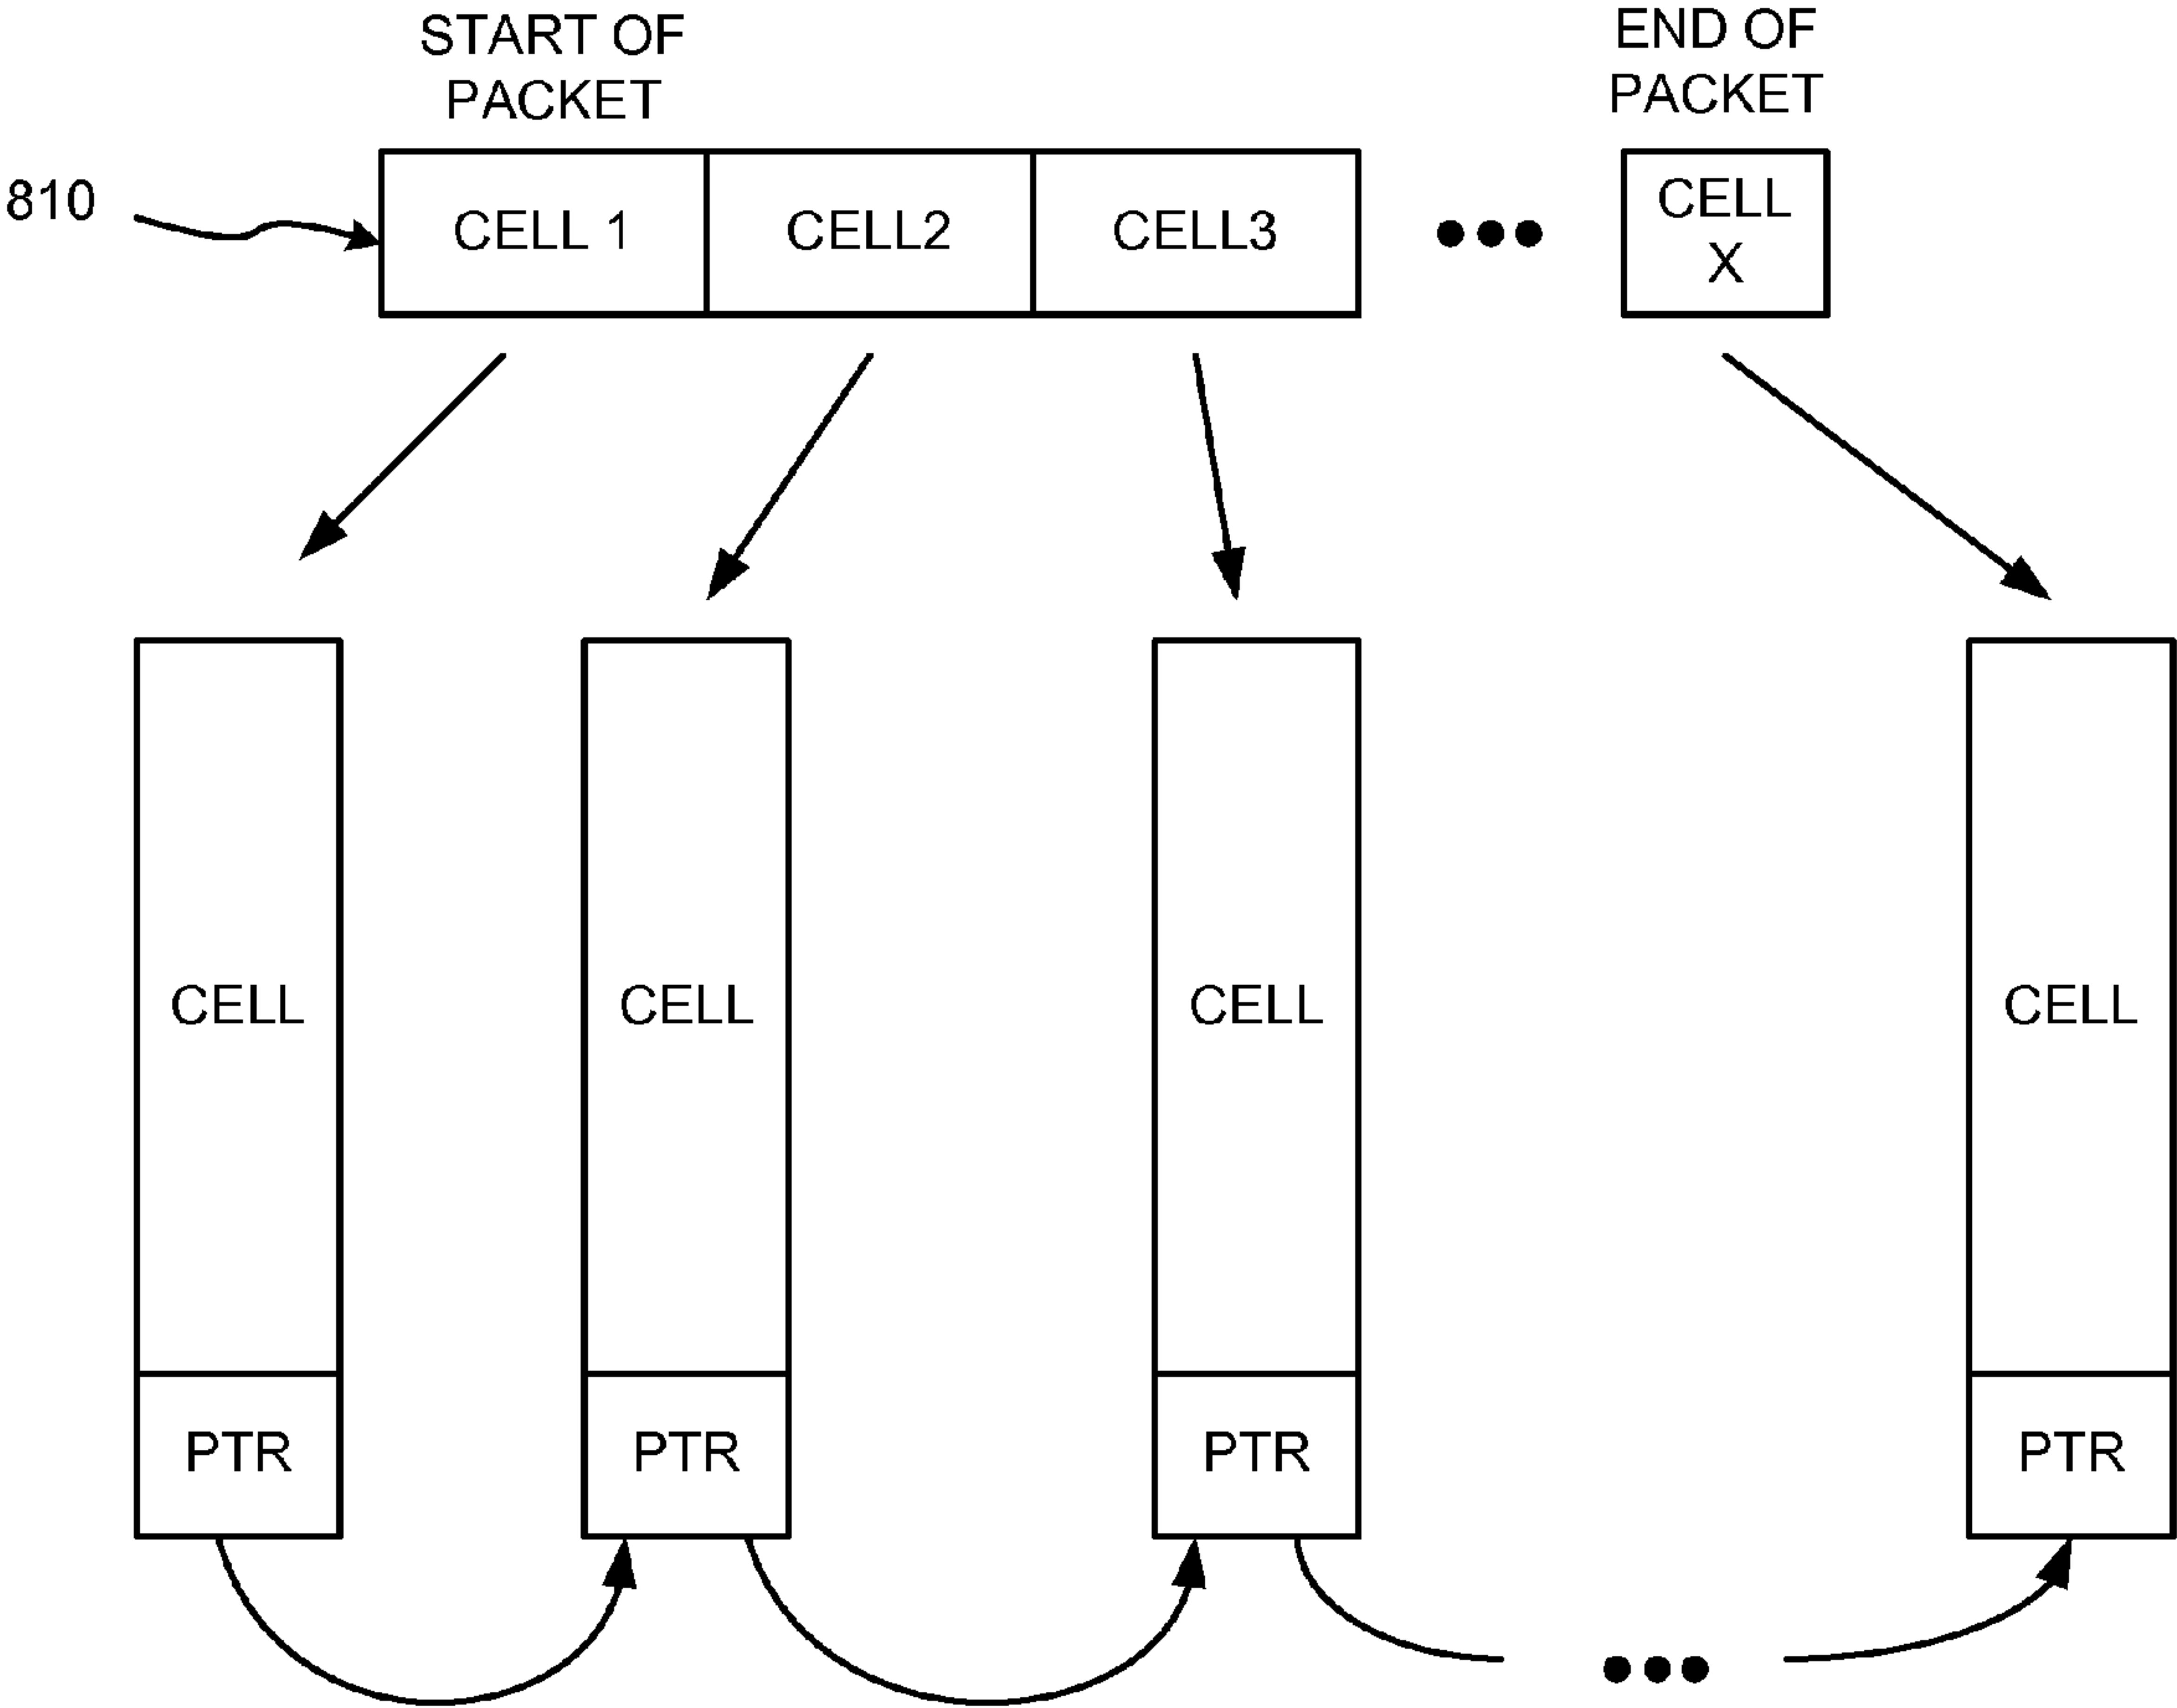 START OF
PACKET
END OF
PACKET
810
CELL 1
CELL2
CELL3
CELL
X
CELL
CELL
CELL
CELL
PTR
PTR
PTR
PTR